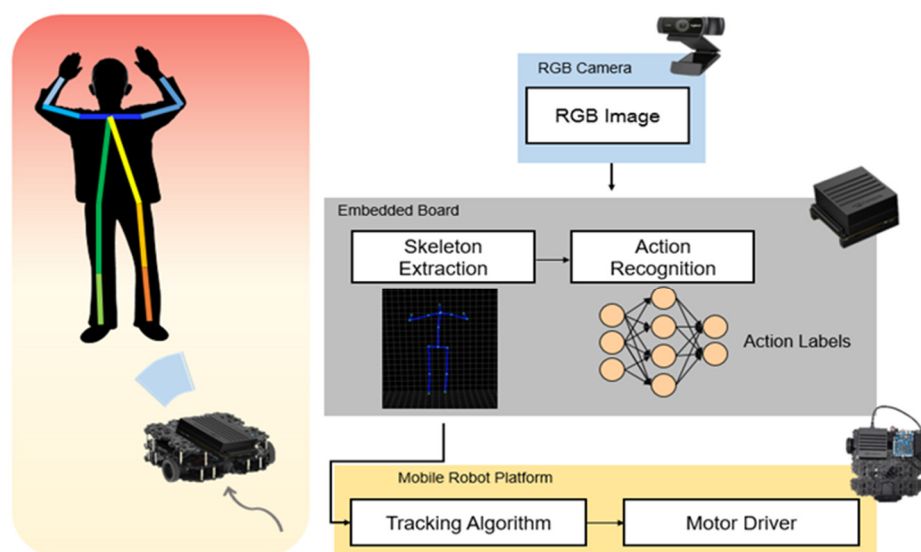 RGB Camera
RGB Image
Embedded Board
Skeleton
Extraction
Action
Recognition
Action Labels
Mobile Robot Platform
Tracking Algorithm
Motor Driver